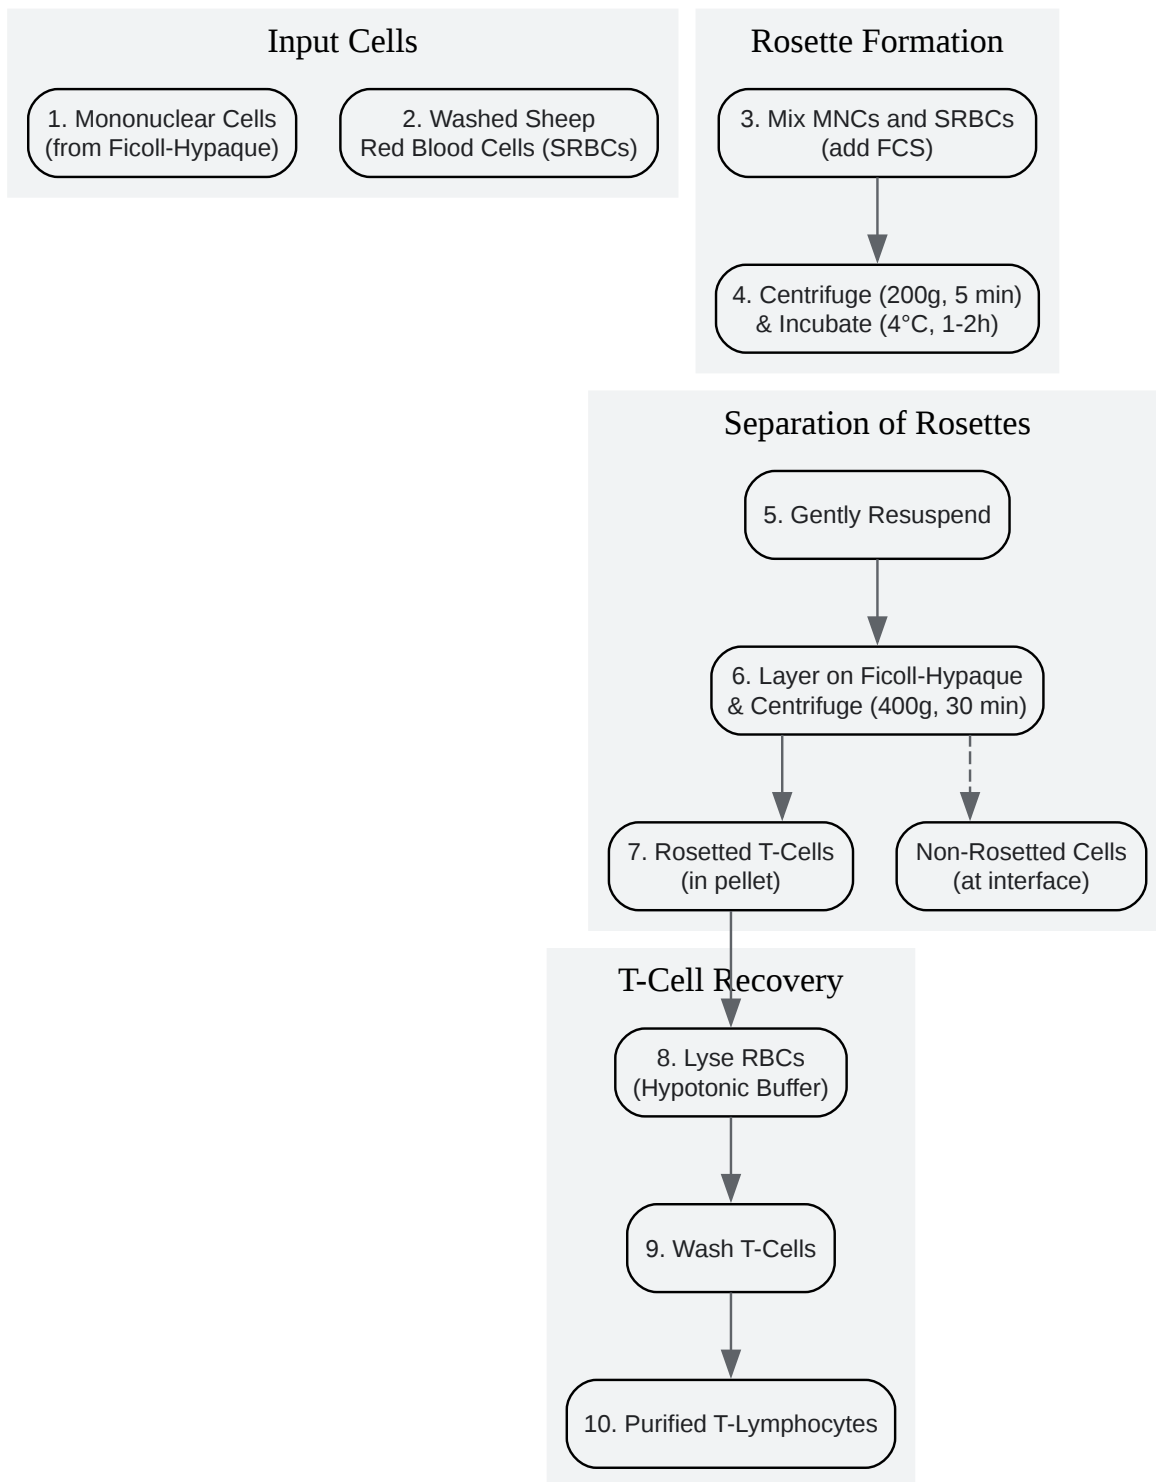 Input Cells
1. Mononuclear Cells
(from Ficoll-Hypaque)
2. Washed Sheep
Red Blood Cells (SRBCs)
Rosette Formation
3. Mix MNCs and SRBCs
(add FCS)
4. Centrifuge (200g, 5 min)
& Incubate (4°C, 1-2h)
Separation of Rosettes
5. Gently Resuspend
6. Layer on Ficoll-Hypaque
& Centrifuge (400g, 30 min)
7. Rosetted T-Cells
(in pellet)
Non-Rosetted Cells
(at interface)
T-Cell Recovery
8. Lyse RBCs
(Hypotonic Buffer)
9. Wash T-Cells
10. Purified T-Lymphocytes